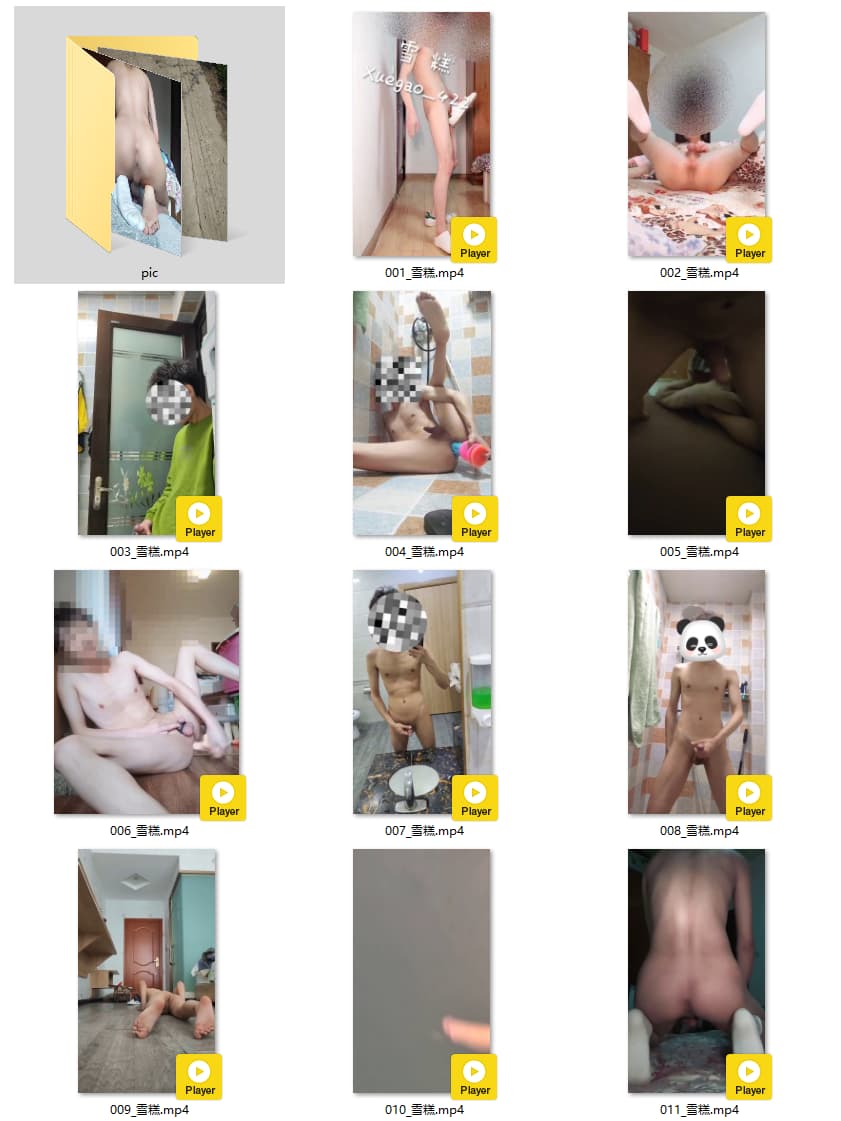 雪糕
xuegao_422
Player
Player
pic
001_雪糕.mp4
002_雪糕.mp4
Player
Player
Player
003_雪糕.mp4
004_雪糕.mp4
005_雪糕.mp4
Player
Player
Player
006_雪糕.mp4
007_雪糕.mp4
008_雪糕.mp4
Player
Player
Player
009_雪糕.mp4
010_雪糕.mp4
011_雪糕.mp4